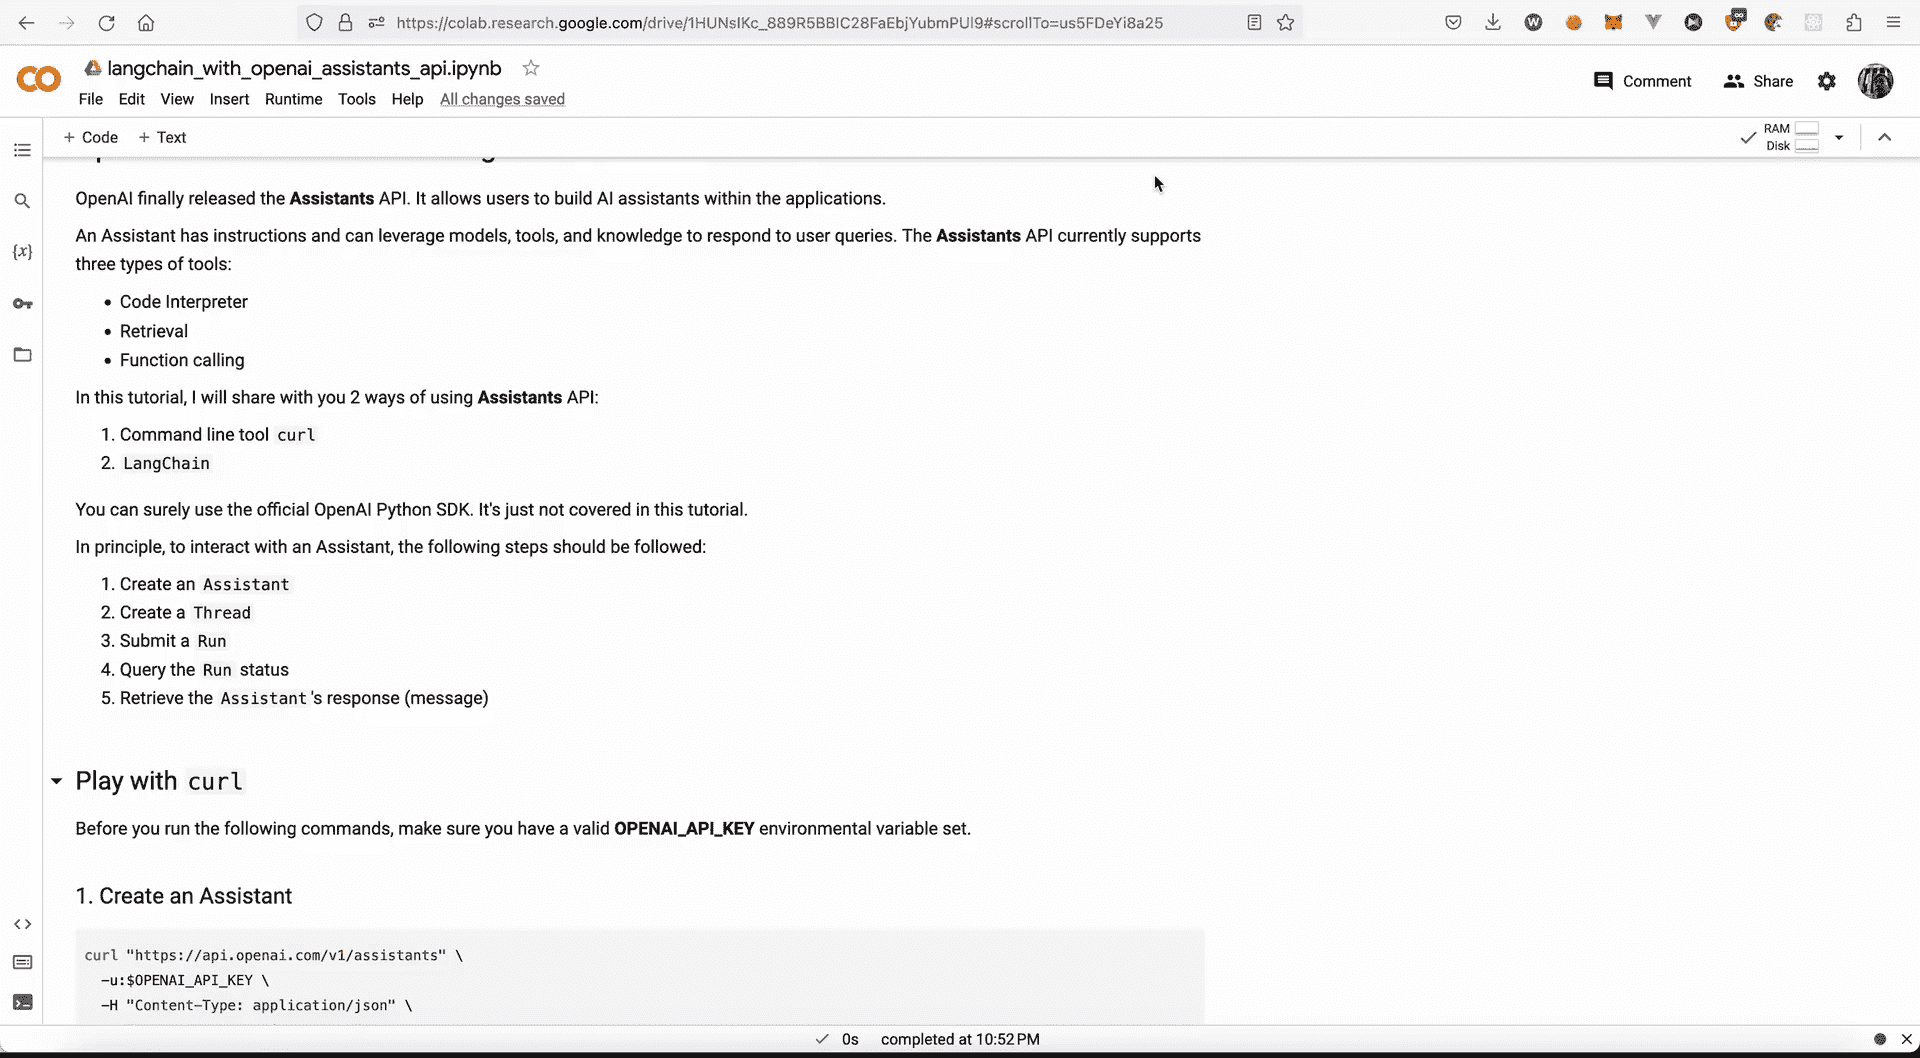 https://colab.research.google.com/drive/1HUNsIKc_889R5BBIC28FaEbjYubmPUl9#scrollTo=us5FDeYi8a25
langchain_with_openai_assistants_api.ipynb
File Edit View Insert Runtime Tools Help All changes saved
Comment Share
+ Code + Text
RAM
Disk
OpenAI finally released the Assistants API. It allows users to build AI assistants within the applications.
An Assistant has instructions and can leverage models, tools, and knowledge to respond to user queries. The Assistants API currently supports
three types of tools:
• Code Interpreter
• Retrieval
• Function calling
In this tutorial, I will share with you 2 ways of using Assistants API:
1. Command line tool curl
2. LangChain
You can surely use the official OpenAI Python SDK. It's just not covered in this tutorial.
In principle, to interact with an Assistant, the following steps should be followed:
1. Create an Assistant
2. Create a Thread
3. Submit a Run
4. Query the Run status
5. Retrieve the Assistant's response (message)
Play with curl
Before you run the following commands, make sure you have a valid OPENAI_API_KEY environmental variable set.
1. Create an Assistant
curl "https://api.openai.com/v1/assistants" \
-u:$OPENAI_API_KEY \
-H "Content-Type: application/json" \
0s completed at 10:52 PM